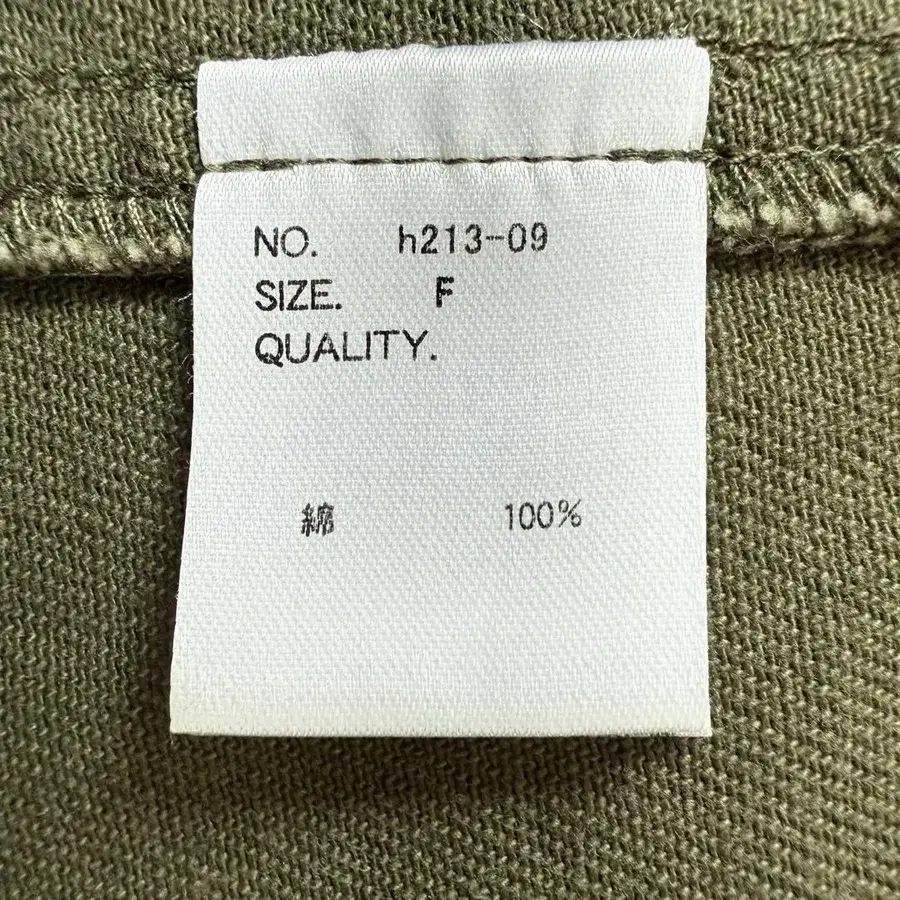 NO. h213-09
SIZE. F
QUALITY.
綿 100%